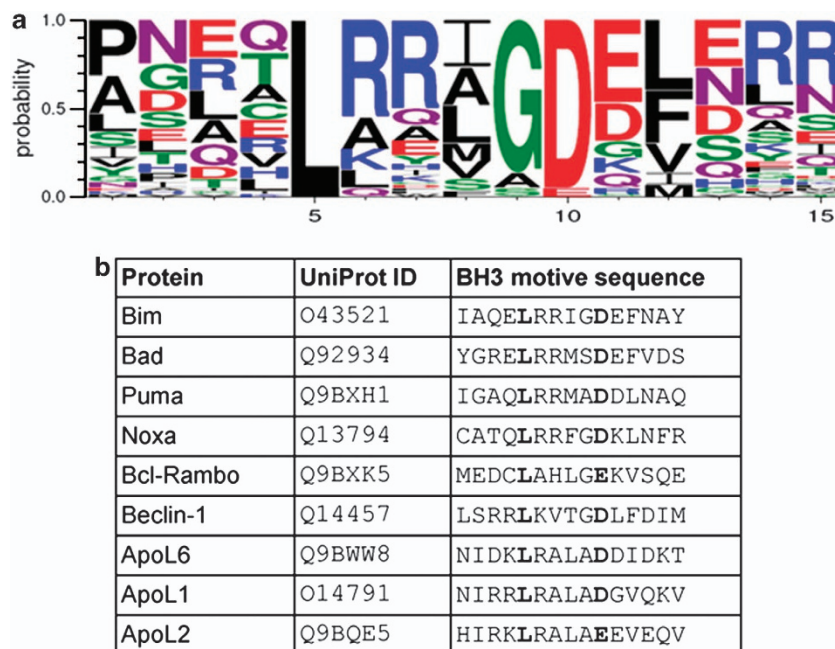 a
probability
1.0
0.5
0.0
5
10
15
b
Protein UniProt ID BH3 motive sequence
Bim O43521 IAQELRRIGDEFNAY
Bad Q92934 YGRELRRMSDEFVDS
Puma Q9BXH1 IGAQLRRMADDLNAQ
Noxa Q13794 CATQLRRFGDKLNFR
Bcl-Rambo Q9BXK5 MEDCLAHLGEKVSQE
Beclin-1 Q14457 LSRRLKVTGDLFDIM
ApoL6 Q9BWW8 NIDKLRALADDIDKT
ApoL1 O14791 NIRRLRALADGVQKV
ApoL2 Q9BQE5 HIRKLRALAEEVEQV